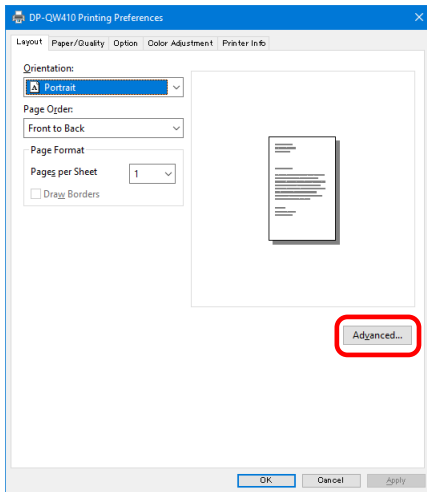 DP-QW410 Printing Preferences
Layout Paper/Quality Option Color Adjustment Printer Info
Orientation:
A Portrait
Page Order:
Front to Back
Page Format
Pages per Sheet 1
Draw Borders
Advanced...
OK Cancel Apply